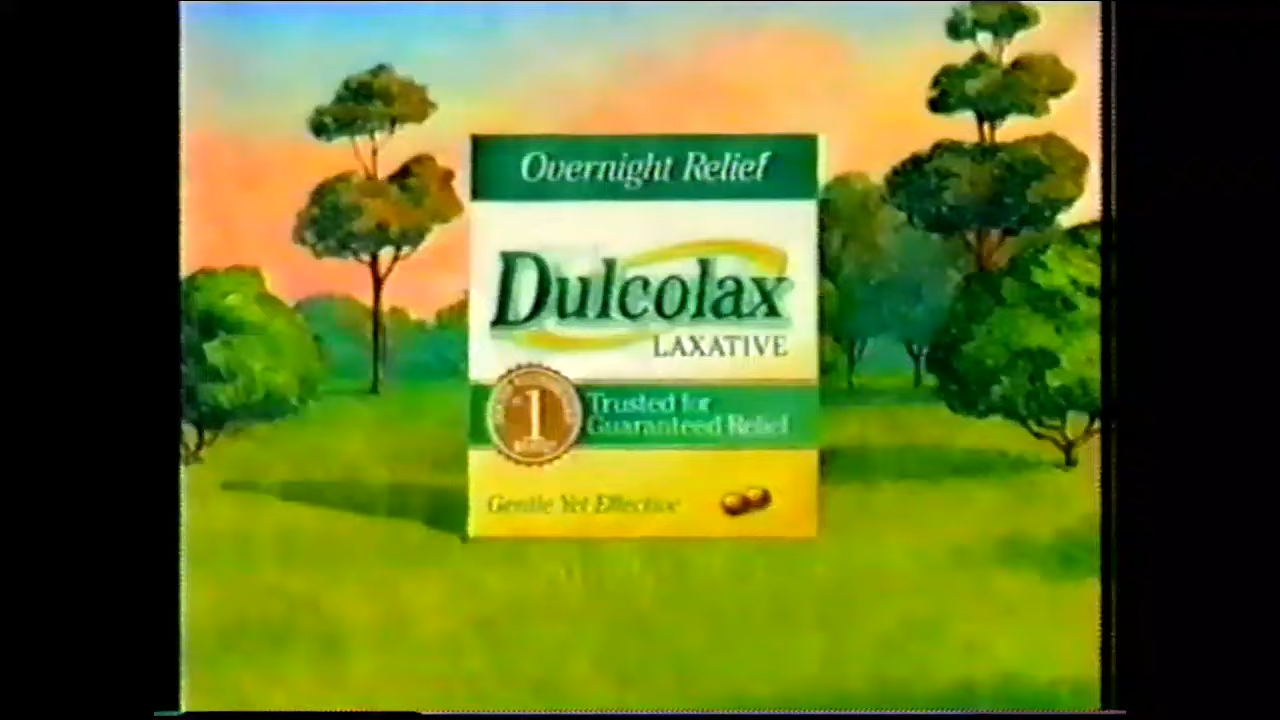 Overnight Relief
Dulcolax
LAXATIVE
#1
Trusted for
Guaranteed Relief
Gentle Yet Effective